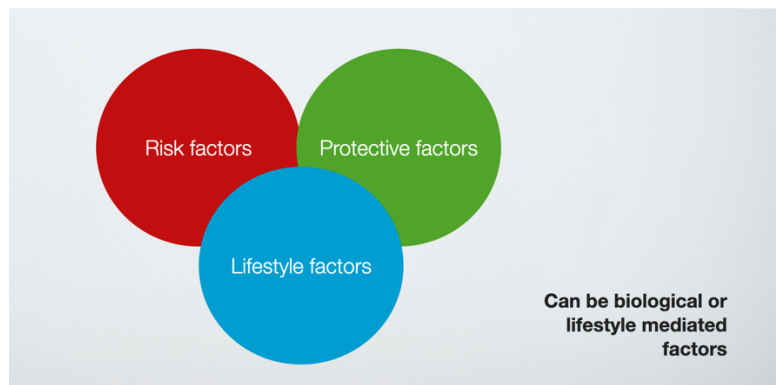 Risk factors
Protective factors
Lifestyle factors
Can be biological or
lifestyle mediated
factors